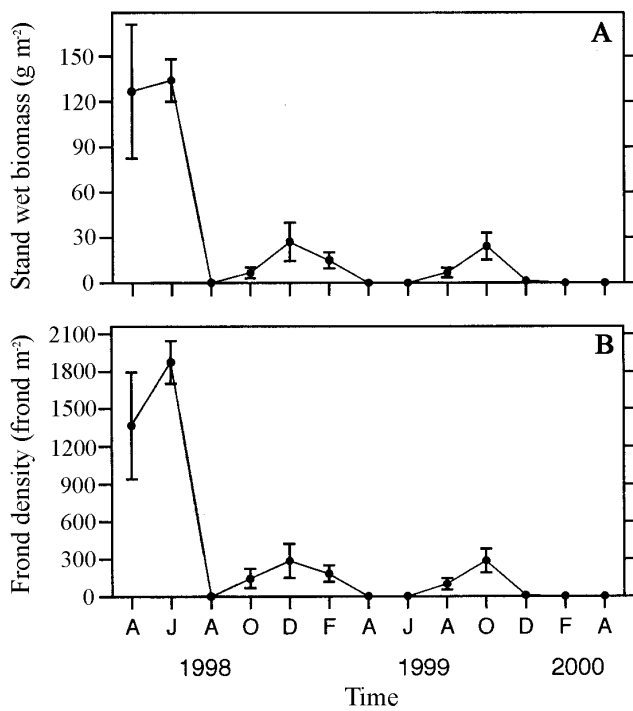 A
Stand wet biomass (g m⁻²)
150
120
90
60
30
0
B
Frond density (frond m⁻²)
2100
1800
1500
1200
900
600
300
0
A J A O D F A J A O D F A
1998 1999 2000
Time